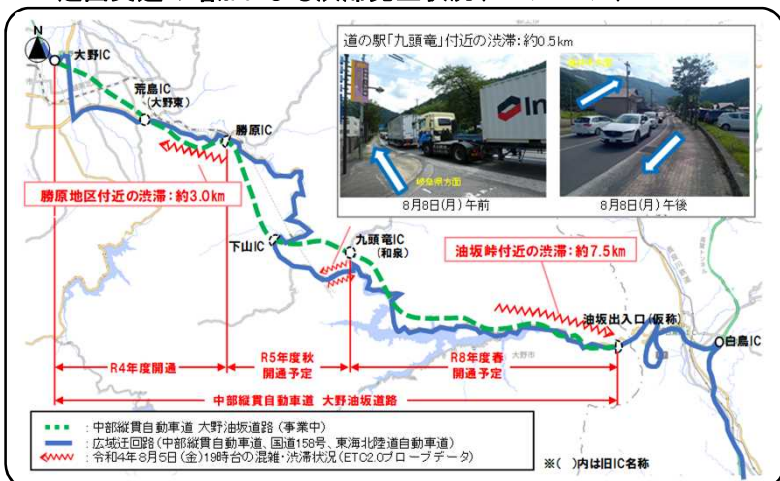 N
大野IC
荒島IC
(大野東)
勝原IC
勝原地区付近の渋滞：約3.0km
下山IC
九頭竜IC
(和泉)
道の駅「九頭竜」付近の渋滞：約0.5km
岐阜県方面
8月8日(月)午前
8月8日(月)午後
油坂峠付近の渋滞：約7.5km
油坂出入口(仮称)
白鳥IC
大野市
R4年度開通
R5年度秋
開通予定
R8年度春
開通予定
中部縦貫自動車道 大野油坂道路
：中部縦貫自動車道 大野油坂道路(事業中)
：広域迂回路(中部縦貫自動車道、国道158号、東海北陸道自動車道)
：令和4年8月5日(金)19時台の混雑・渋滞状況(ETC2.0プローブデータ)
※( )内は旧IC名称